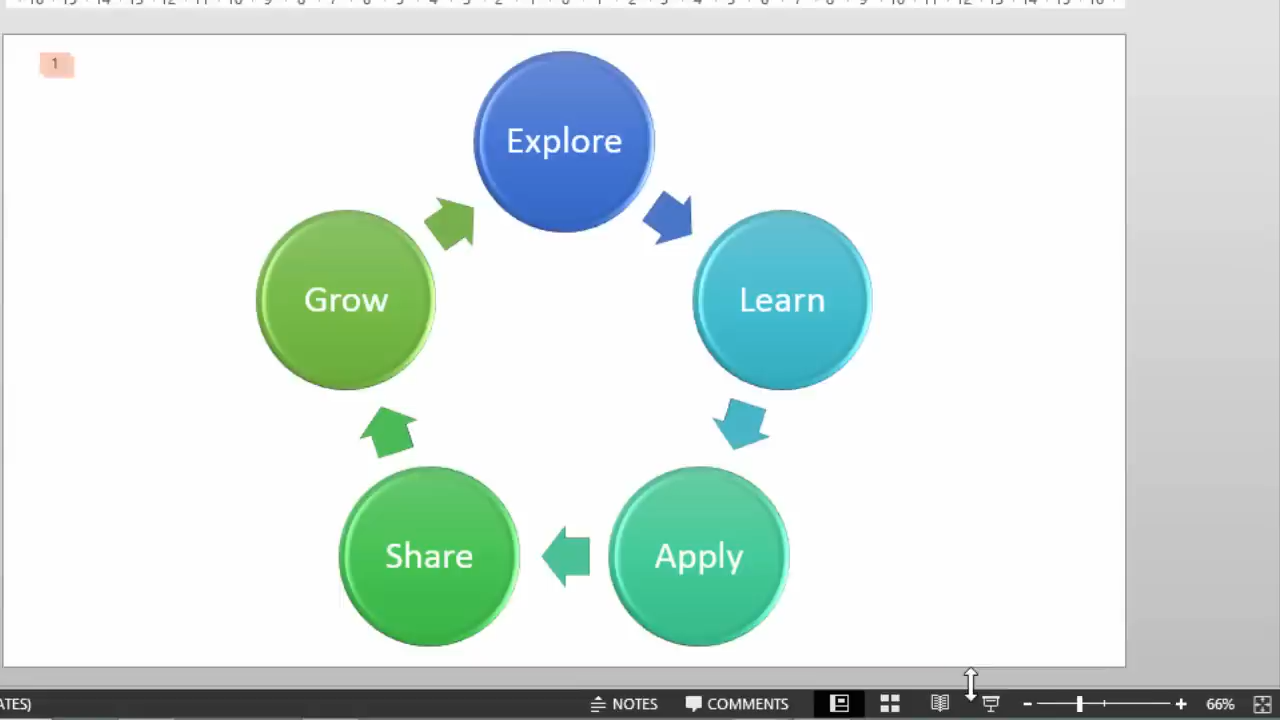 1
Explore
Grow
Learn
Share
Apply
ATES)
NOTES
COMMENTS
66%